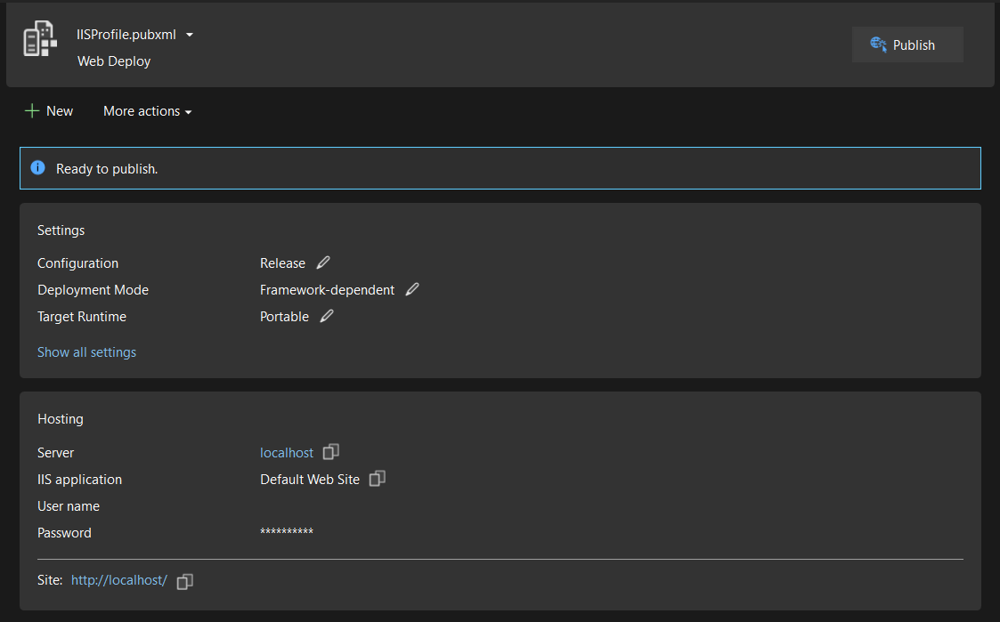 IISProfile.pubxml
Web Deploy
Publish
New More actions
Ready to publish.
Settings
Configuration Release
Deployment Mode Framework-dependent
Target Runtime Portable
Show all settings
Hosting
Server localhost
IIS application Default Web Site
User name
Password **********
Site: http://localhost/